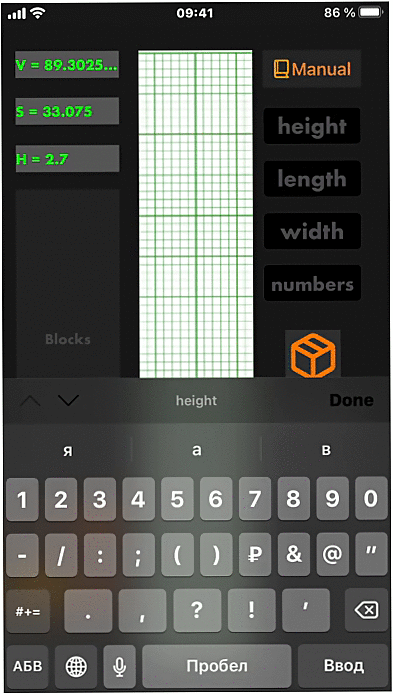 09:41
86 %
V = 89.3025...
S = 33.075
H = 2.7
Manual
height
length
width
numbers
Blocks
height
Done
я а в
1 2 3 4 5 6 7 8 9 0
- / : ; ( ) ₽ & @ "
#+= . , ? ! '
АБВ Пробел Ввод